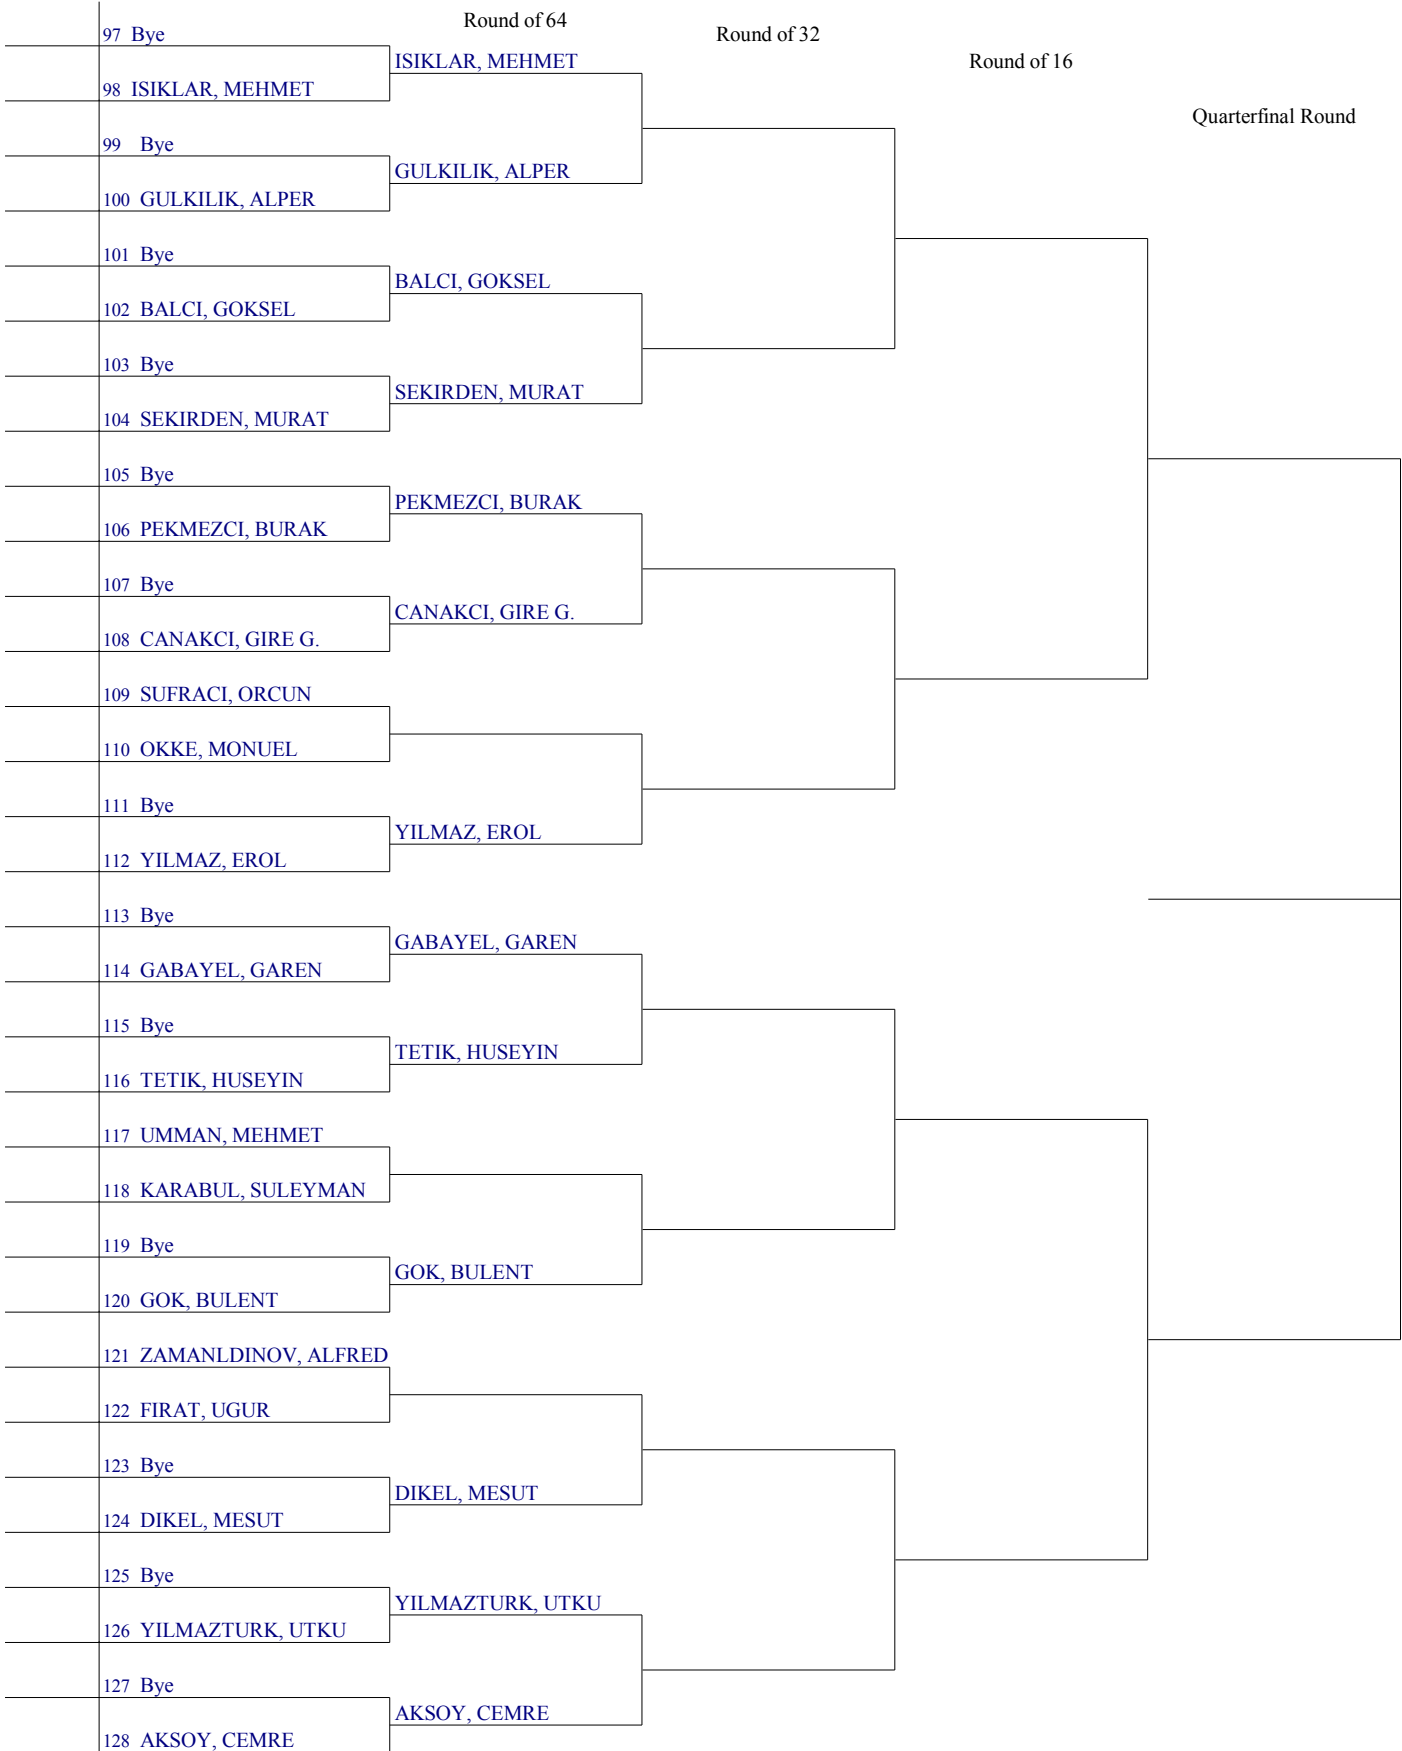 Round of 64
Round of 32
Round of 16
Quarterfinal Round
97 Bye
98 ISIKLAR, MEHMET
99 Bye
100 GULKILIK, ALPER
101 Bye
102 BALCI, GOKSEL
103 Bye
104 SEKIRDEN, MURAT
105 Bye
106 PEKMEZCI, BURAK
107 Bye
108 CANAKCI, GIRE G.
109 SUFRACI, ORCUN
110 OKKE, MONUEL
111 Bye
112 YILMAZ, EROL
113 Bye
114 GABAYEL, GAREN
115 Bye
116 TETIK, HUSEYIN
117 UMMAN, MEHMET
118 KARABUL, SULEYMAN
119 Bye
120 GOK, BULENT
121 ZAMANLDINOV, ALFRED
122 FIRAT, UGUR
123 Bye
124 DIKEL, MESUT
125 Bye
126 YILMAZTURK, UTKU
127 Bye
128 AKSOY, CEMRE
ISIKLAR, MEHMET
GULKILIK, ALPER
BALCI, GOKSEL
SEKIRDEN, MURAT
PEKMEZCI, BURAK
CANAKCI, GIRE G.
YILMAZ, EROL
GABAYEL, GAREN
TETIK, HUSEYIN
GOK, BULENT
DIKEL, MESUT
YILMAZTURK, UTKU
AKSOY, CEMRE